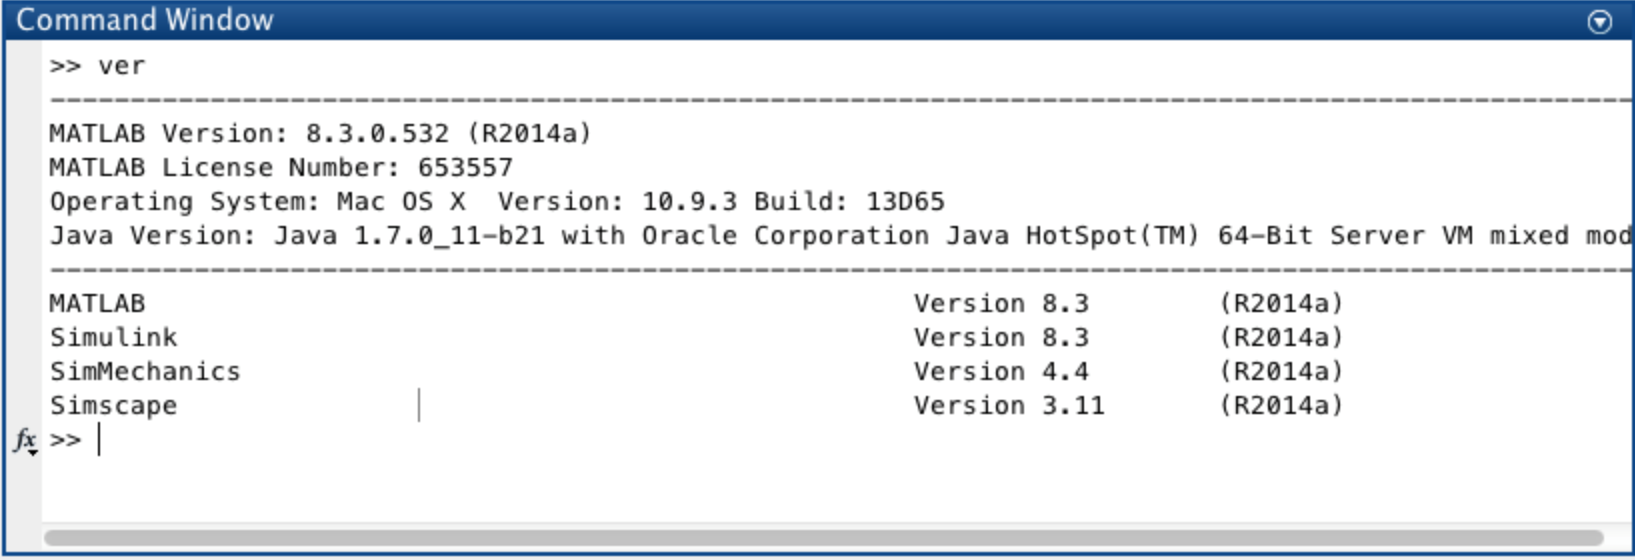 Command Window
>> ver
--------------------------------------------------------------------------------------------------
MATLAB Version: 8.3.0.532 (R2014a)
MATLAB License Number: 653557
Operating System: Mac OS X  Version: 10.9.3 Build: 13D65
Java Version: Java 1.7.0_11-b21 with Oracle Corporation Java HotSpot(TM) 64-Bit Server VM mixed mod
--------------------------------------------------------------------------------------------------
MATLAB                                                Version 8.3        (R2014a)
Simulink                                              Version 8.3        (R2014a)
SimMechanics                                          Version 4.4        (R2014a)
Simscape                                              Version 3.11       (R2014a)
fx >>